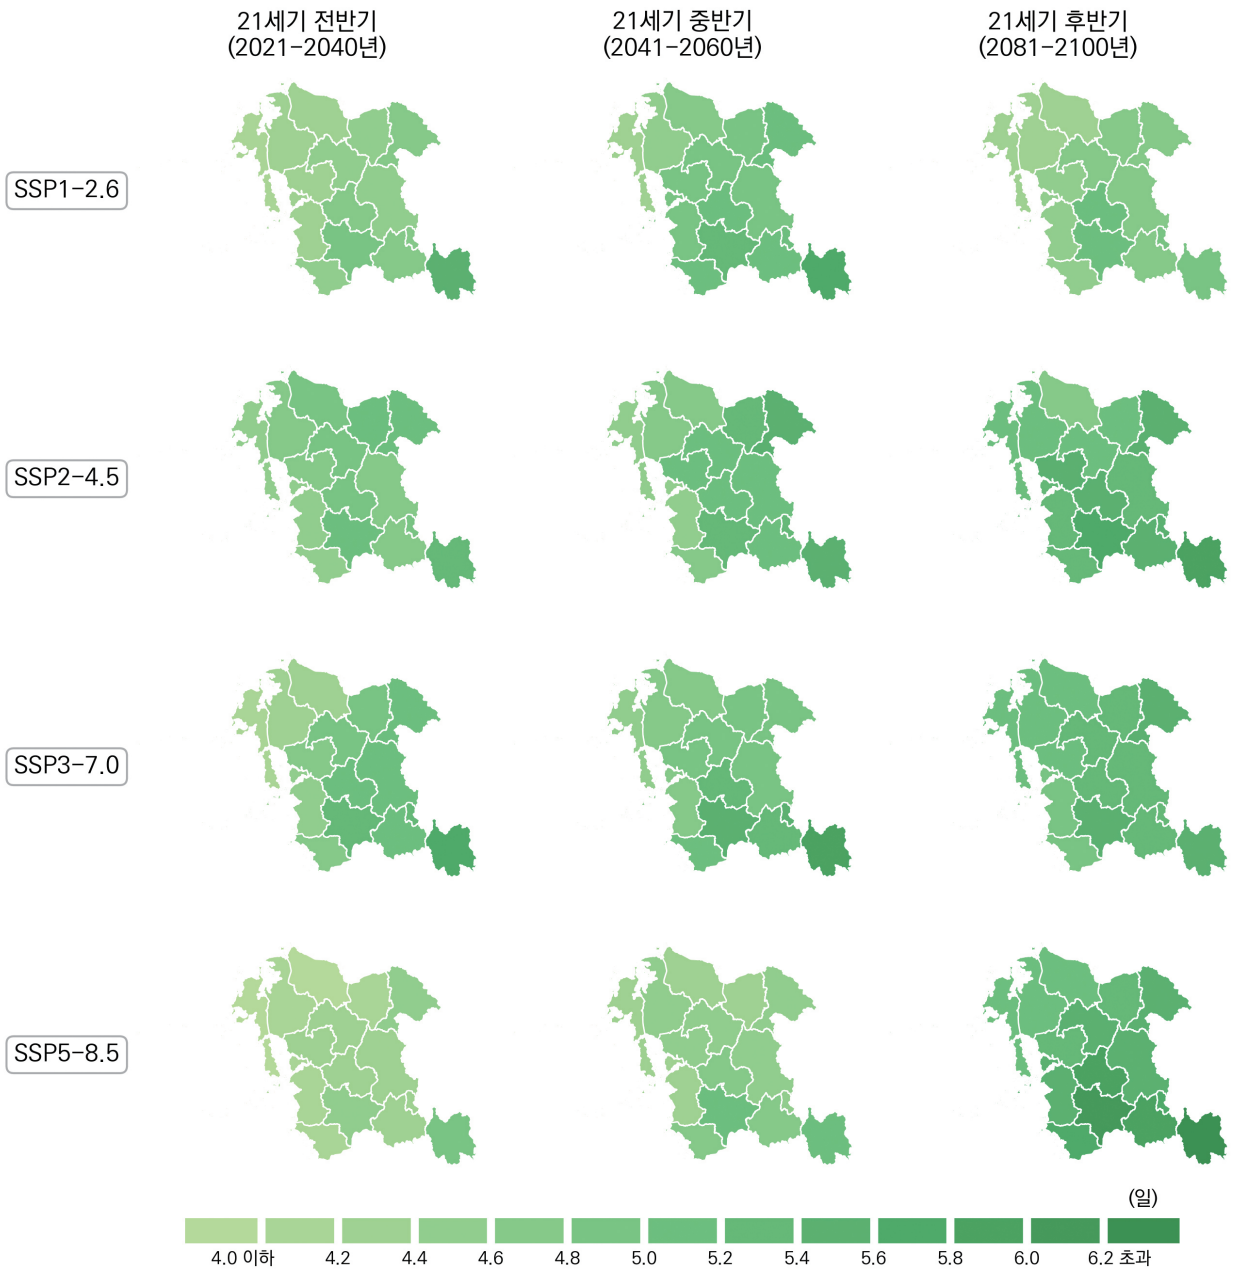 21세기 전반기
(2021-2040년)
21세기 중반기
(2041-2060년)
21세기 후반기
(2081-2100년)
SSP1-2.6
SSP2-4.5
SSP3-7.0
SSP5-8.5
(일)
4.0 이하 4.2 4.4 4.6 4.8 5.0 5.2 5.4 5.6 5.8 6.0 6.2 초과